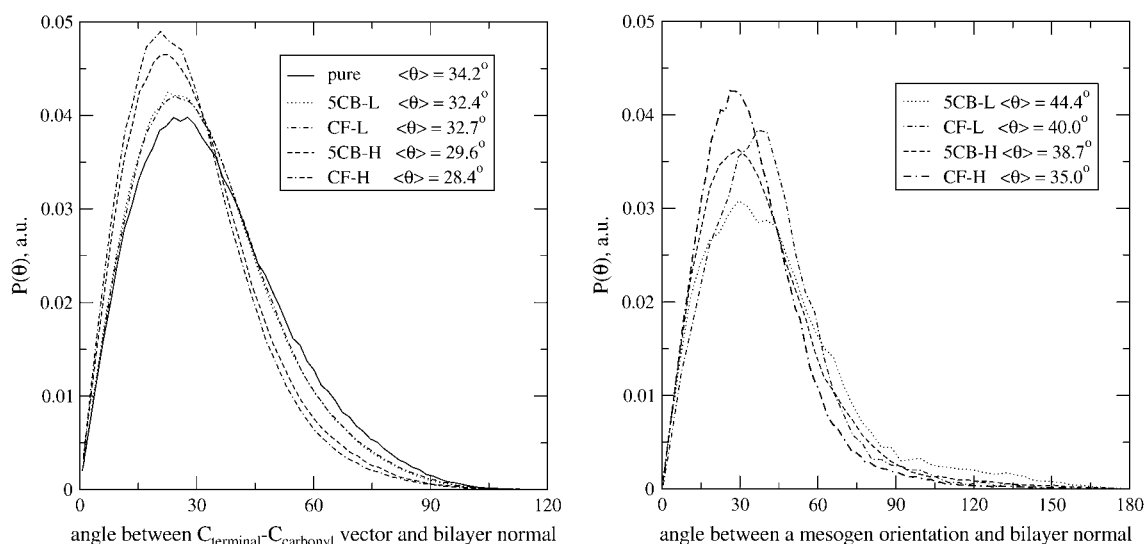 0.05
0.04
0.03
0.02
0.01
0
P(θ), a.u.
pure <θ> = 34.2°
5CB-L <θ> = 32.4°
CF-L <θ> = 32.7°
5CB-H <θ> = 29.6°
CF-H <θ> = 28.4°
0 30 60 90 120
angle between C_terminal-C_carbonyl vector and bilayer normal
0.05
0.04
0.03
0.02
0.01
0
P(θ), a.u.
5CB-L <θ> = 44.4°
CF-L <θ> = 40.0°
5CB-H <θ> = 38.7°
CF-H <θ> = 35.0°
0 30 60 90 120 150 180
angle between a mesogen orientation and bilayer normal